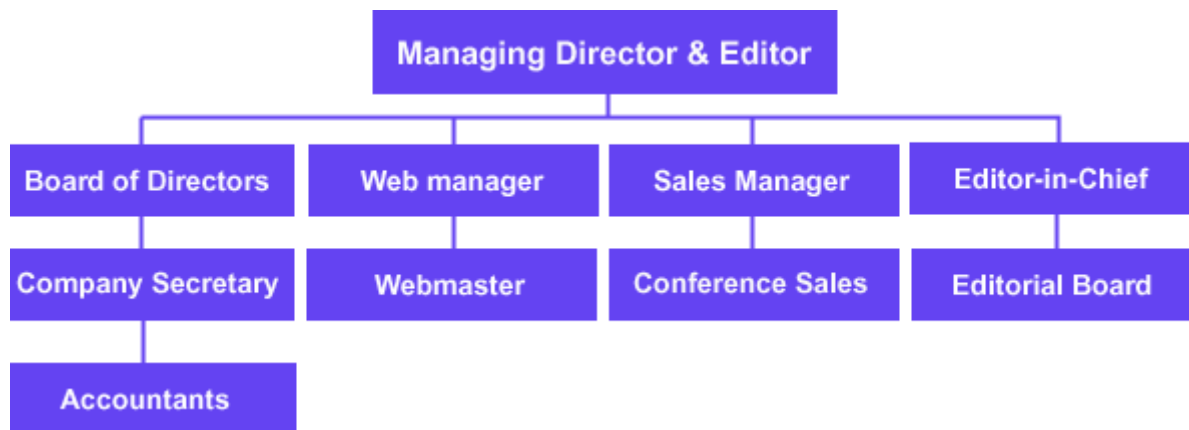 Managing Director & Editor
Board of Directors
Web manager
Sales Manager
Editor-in-Chief
Company Secretary
Webmaster
Conference Sales
Editorial Board
Accountants